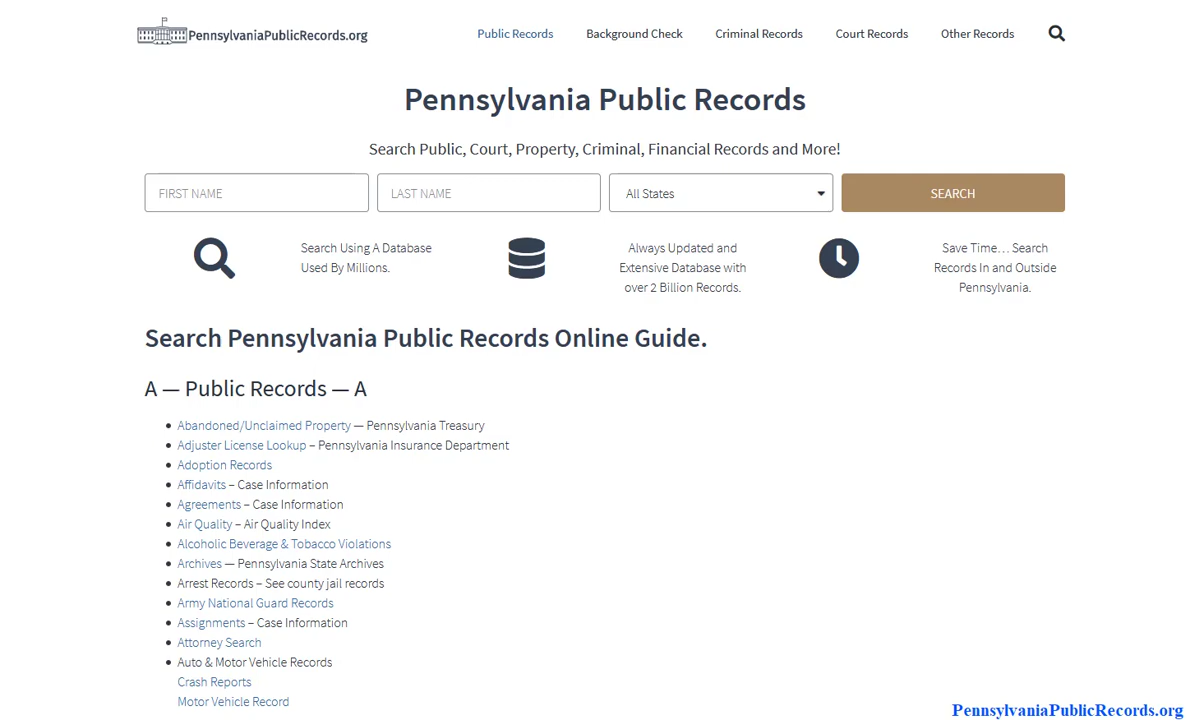 PennsylvaniaPublicRecords.org
Public Records
Background Check
Criminal Records
Court Records
Other Records
Pennsylvania Public Records
Search Public, Court, Property, Criminal, Financial Records and More!
FIRST NAME
LAST NAME
All States
SEARCH
Search Using A Database
Used By Millions.
Always Updated and
Extensive Database with
over 2 Billion Records.
Save Time… Search
Records In and Outside
Pennsylvania.
Search Pennsylvania Public Records Online Guide.
A — Public Records — A
Abandoned/Unclaimed Property — Pennsylvania Treasury
Adjuster License Lookup – Pennsylvania Insurance Department
Adoption Records
Affidavits – Case Information
Agreements – Case Information
Air Quality – Air Quality Index
Alcoholic Beverage & Tobacco Violations
Archives — Pennsylvania State Archives
Arrest Records – See county jail records
Army National Guard Records
Assignments – Case Information
Attorney Search
Auto & Motor Vehicle Records
Crash Reports
Motor Vehicle Record
PennsylvaniaPublicRecords.org